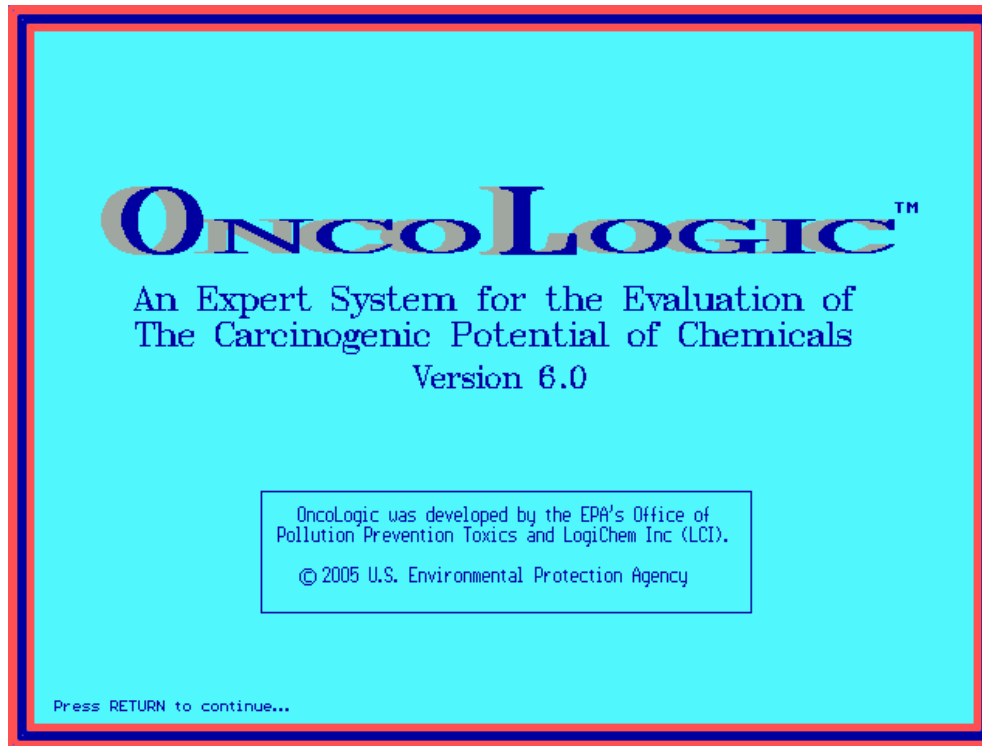 ONCOLOGIC™
An Expert System for the Evaluation of
The Carcinogenic Potential of Chemicals
Version 6.0
OncoLogic was developed by the EPA's Office of
Pollution Prevention Toxics and LogiChem Inc (LCI).
© 2005 U.S. Environmental Protection Agency
Press RETURN to continue...